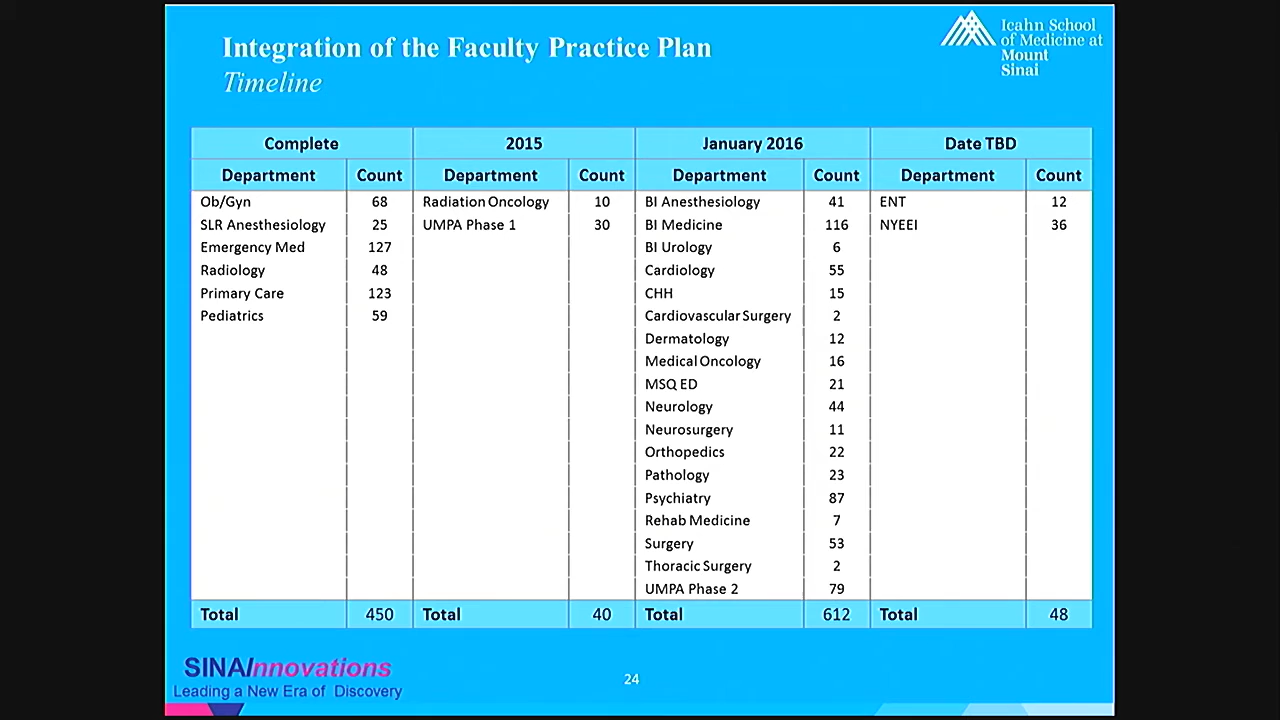 Integration of the Faculty Practice Plan
Timeline
Icahn School
of Medicine at
Mount
Sinai
Complete 2015 January 2016 Date TBD
Department Count Department Count Department Count Department Count
Ob/Gyn 68 Radiation Oncology 10 BI Anesthesiology 41 ENT 12
SLR Anesthesiology 25 UMPA Phase 1 30 BI Medicine 116 NYEEI 36
Emergency Med 127 BI Urology 6
Radiology 48 Cardiology 55
Primary Care 123 CHH 15
Pediatrics 59 Cardiovascular Surgery 2
Dermatology 12
Medical Oncology 16
MSQ ED 21
Neurology 44
Neurosurgery 11
Orthopedics 22
Pathology 23
Psychiatry 87
Rehab Medicine 7
Surgery 53
Thoracic Surgery 2
UMPA Phase 2 79
Total 450 Total 40 Total 612 Total 48
SINAInnovations
Leading a New Era of Discovery
24